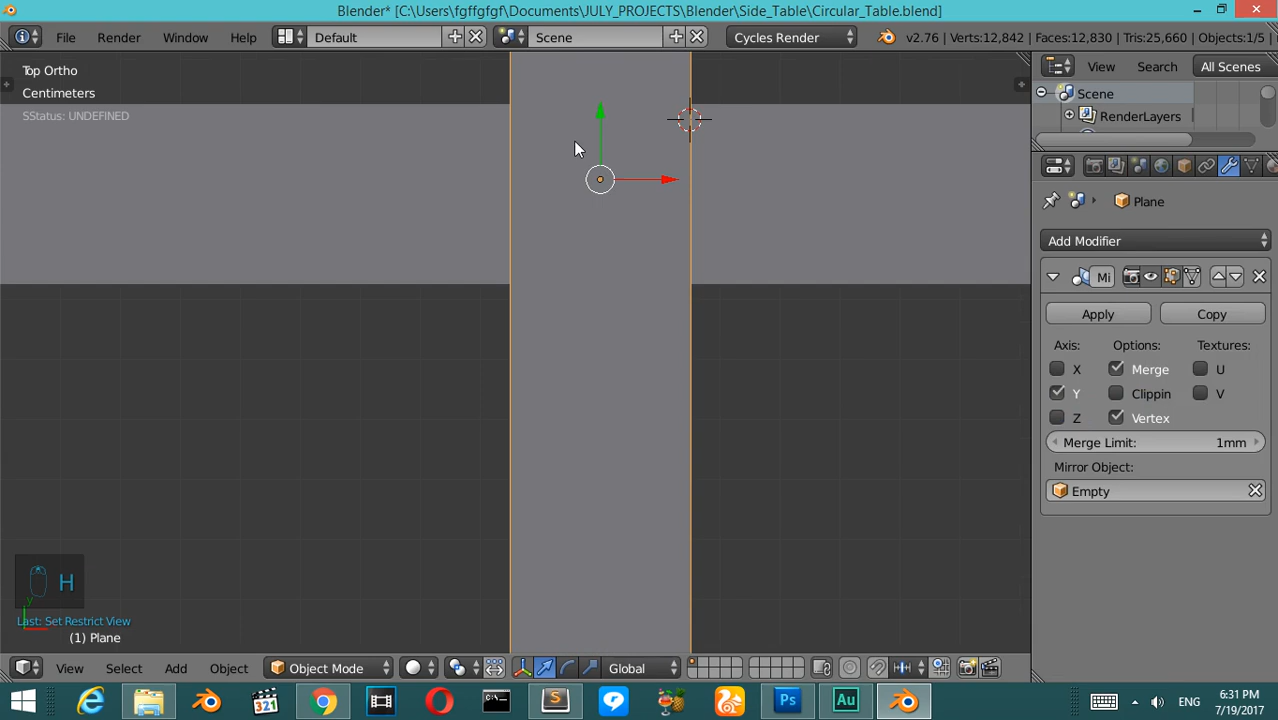 Blender* [C:\Users\fgffgfgf\Documents\JULY_PROJECTS\Blender\Side_Table\Circular_Table.blend]
File Render Window Help Default Scene Cycles Render v2.76 | Verts:12,842 | Faces:12,830 | Tris:25,660 | Objects:1/5 |
Top Ortho
Centimeters
SStatus: UNDEFINED
View Search All Scenes
Scene
RenderLayers
Plane
Add Modifier
Mi
Apply Copy
Axis: Options: Textures:
X Merge U
Y Clippin V
Z Vertex
Merge Limit: 1mm
Mirror Object:
Empty
H
y
Last: Set Restrict View
(1) Plane
View Select Add Object Object Mode Global
321 S Ps Au ENG 6:31 PM
7/19/2017